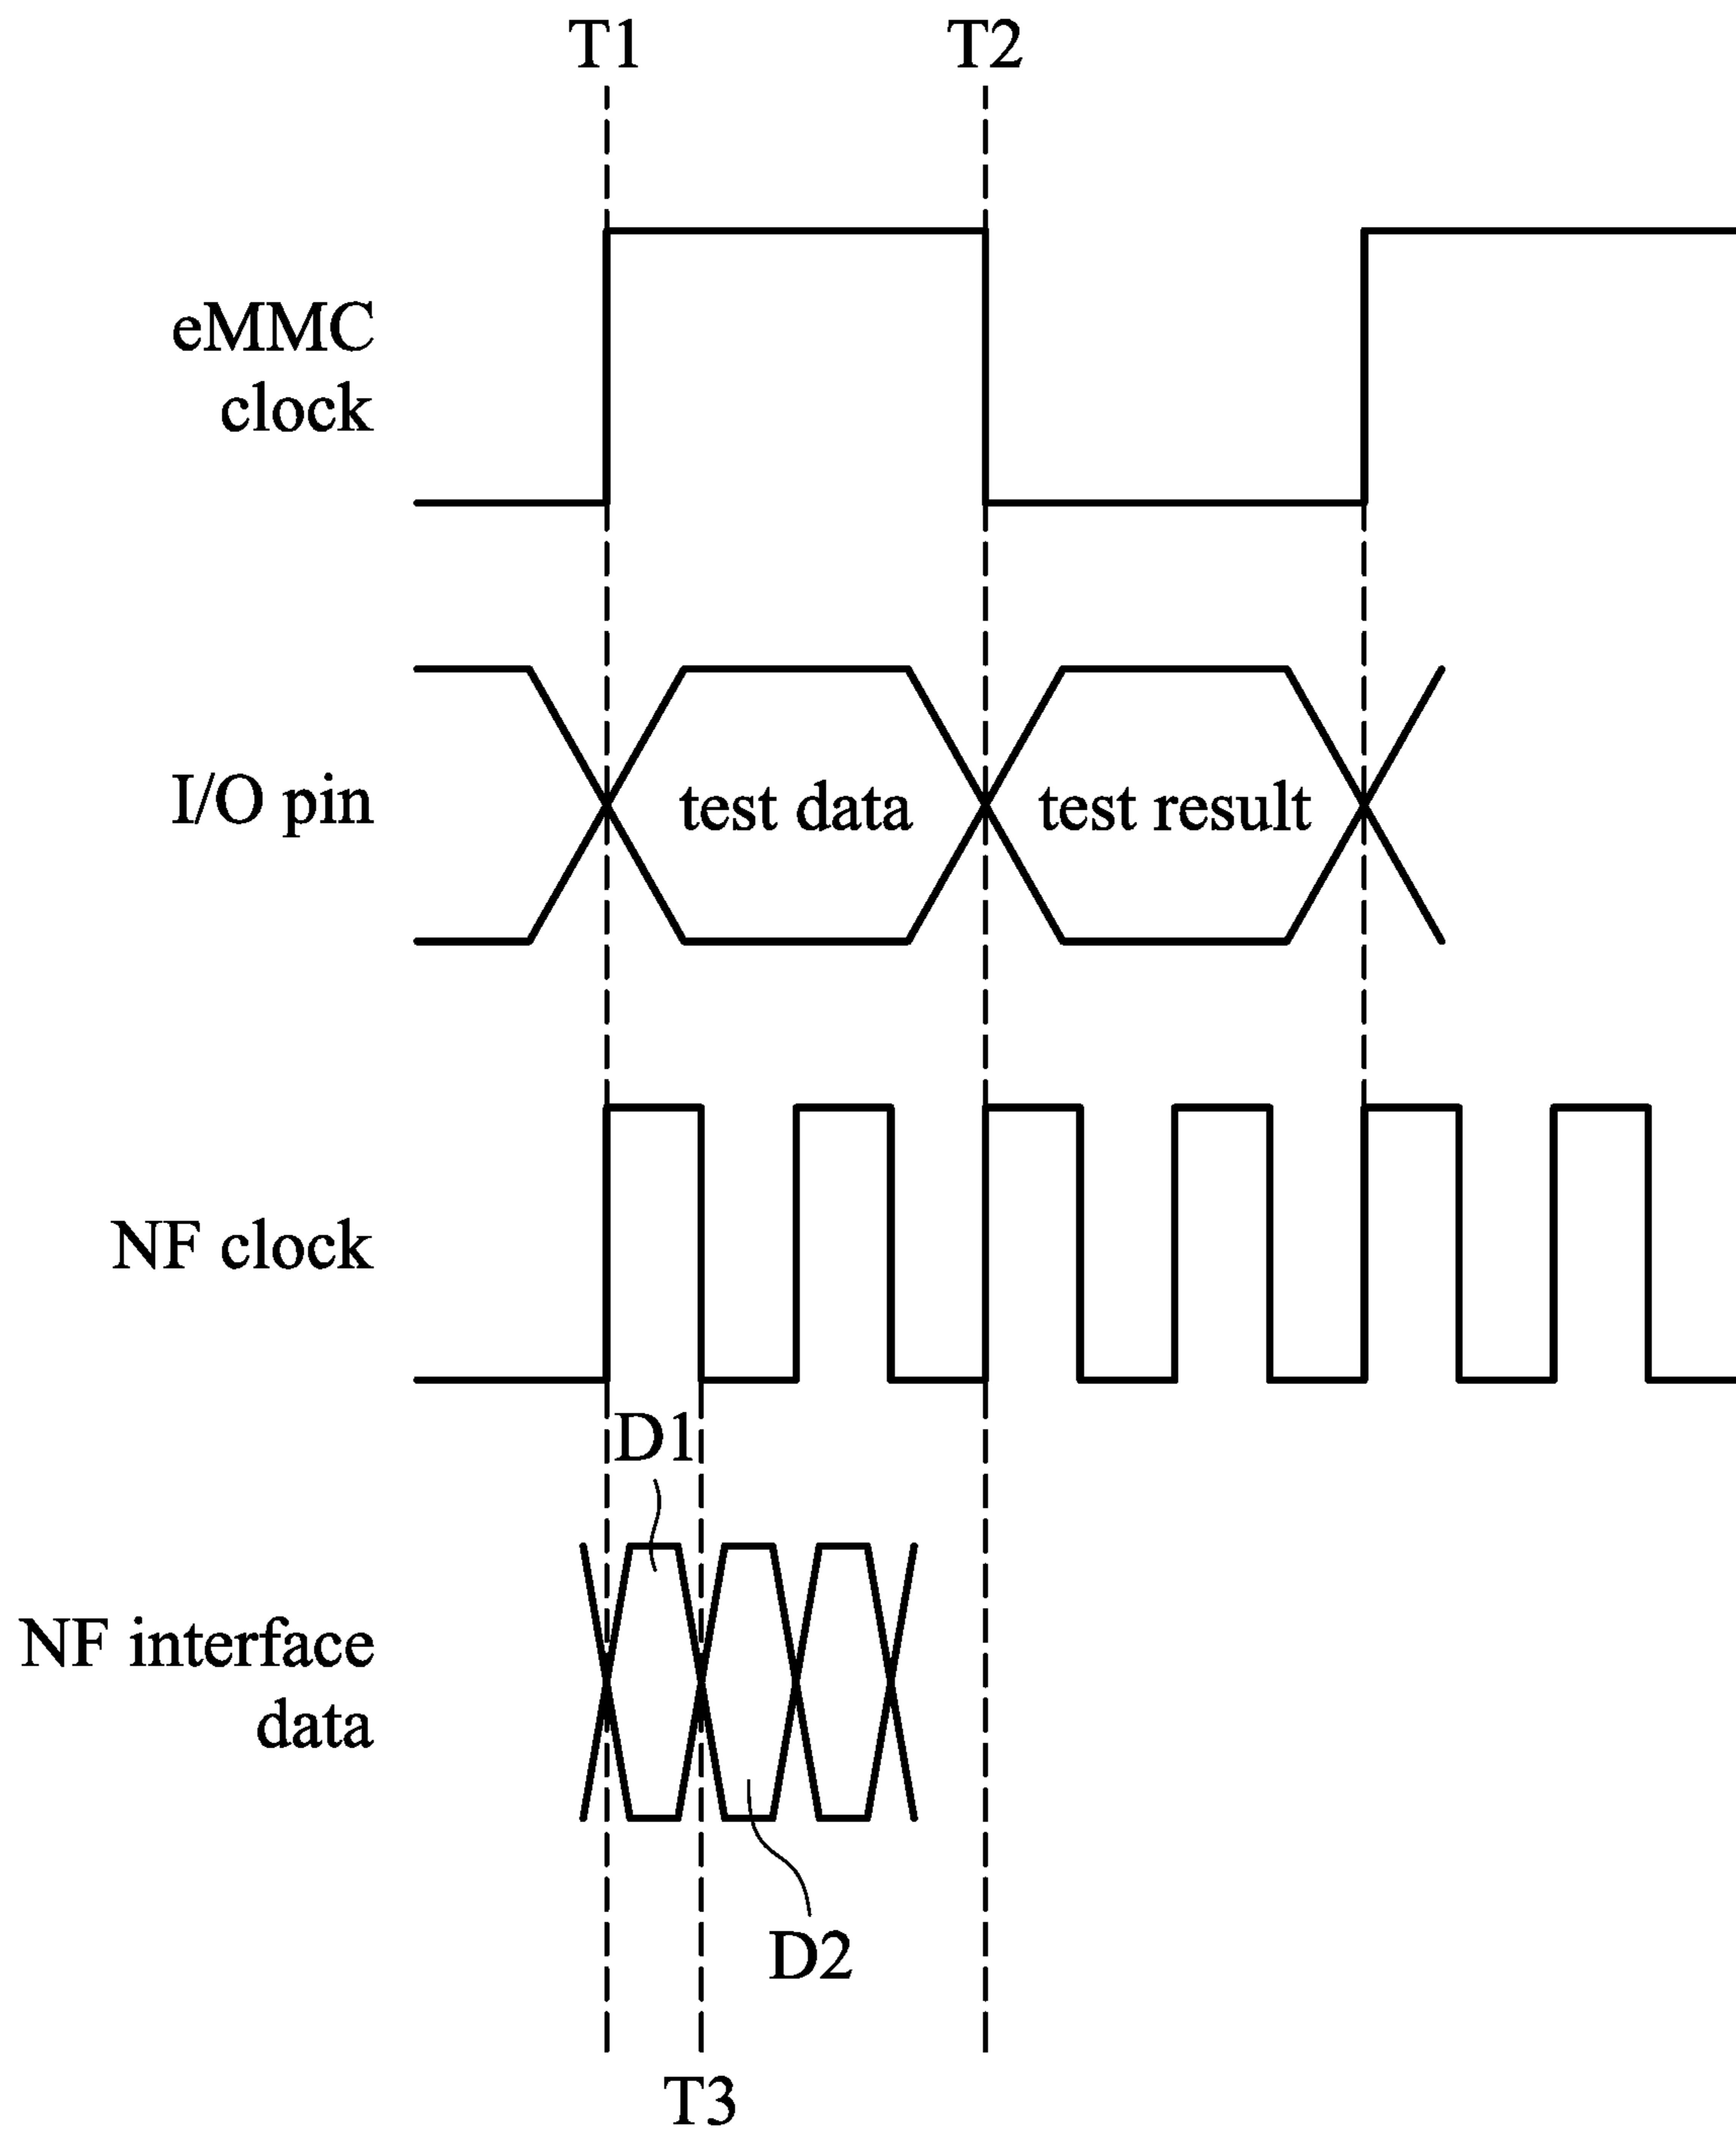 T1
T2
eMMC
clock
I/O pin
test data
test result
NF clock
D1
NF interface
data
D2
T3